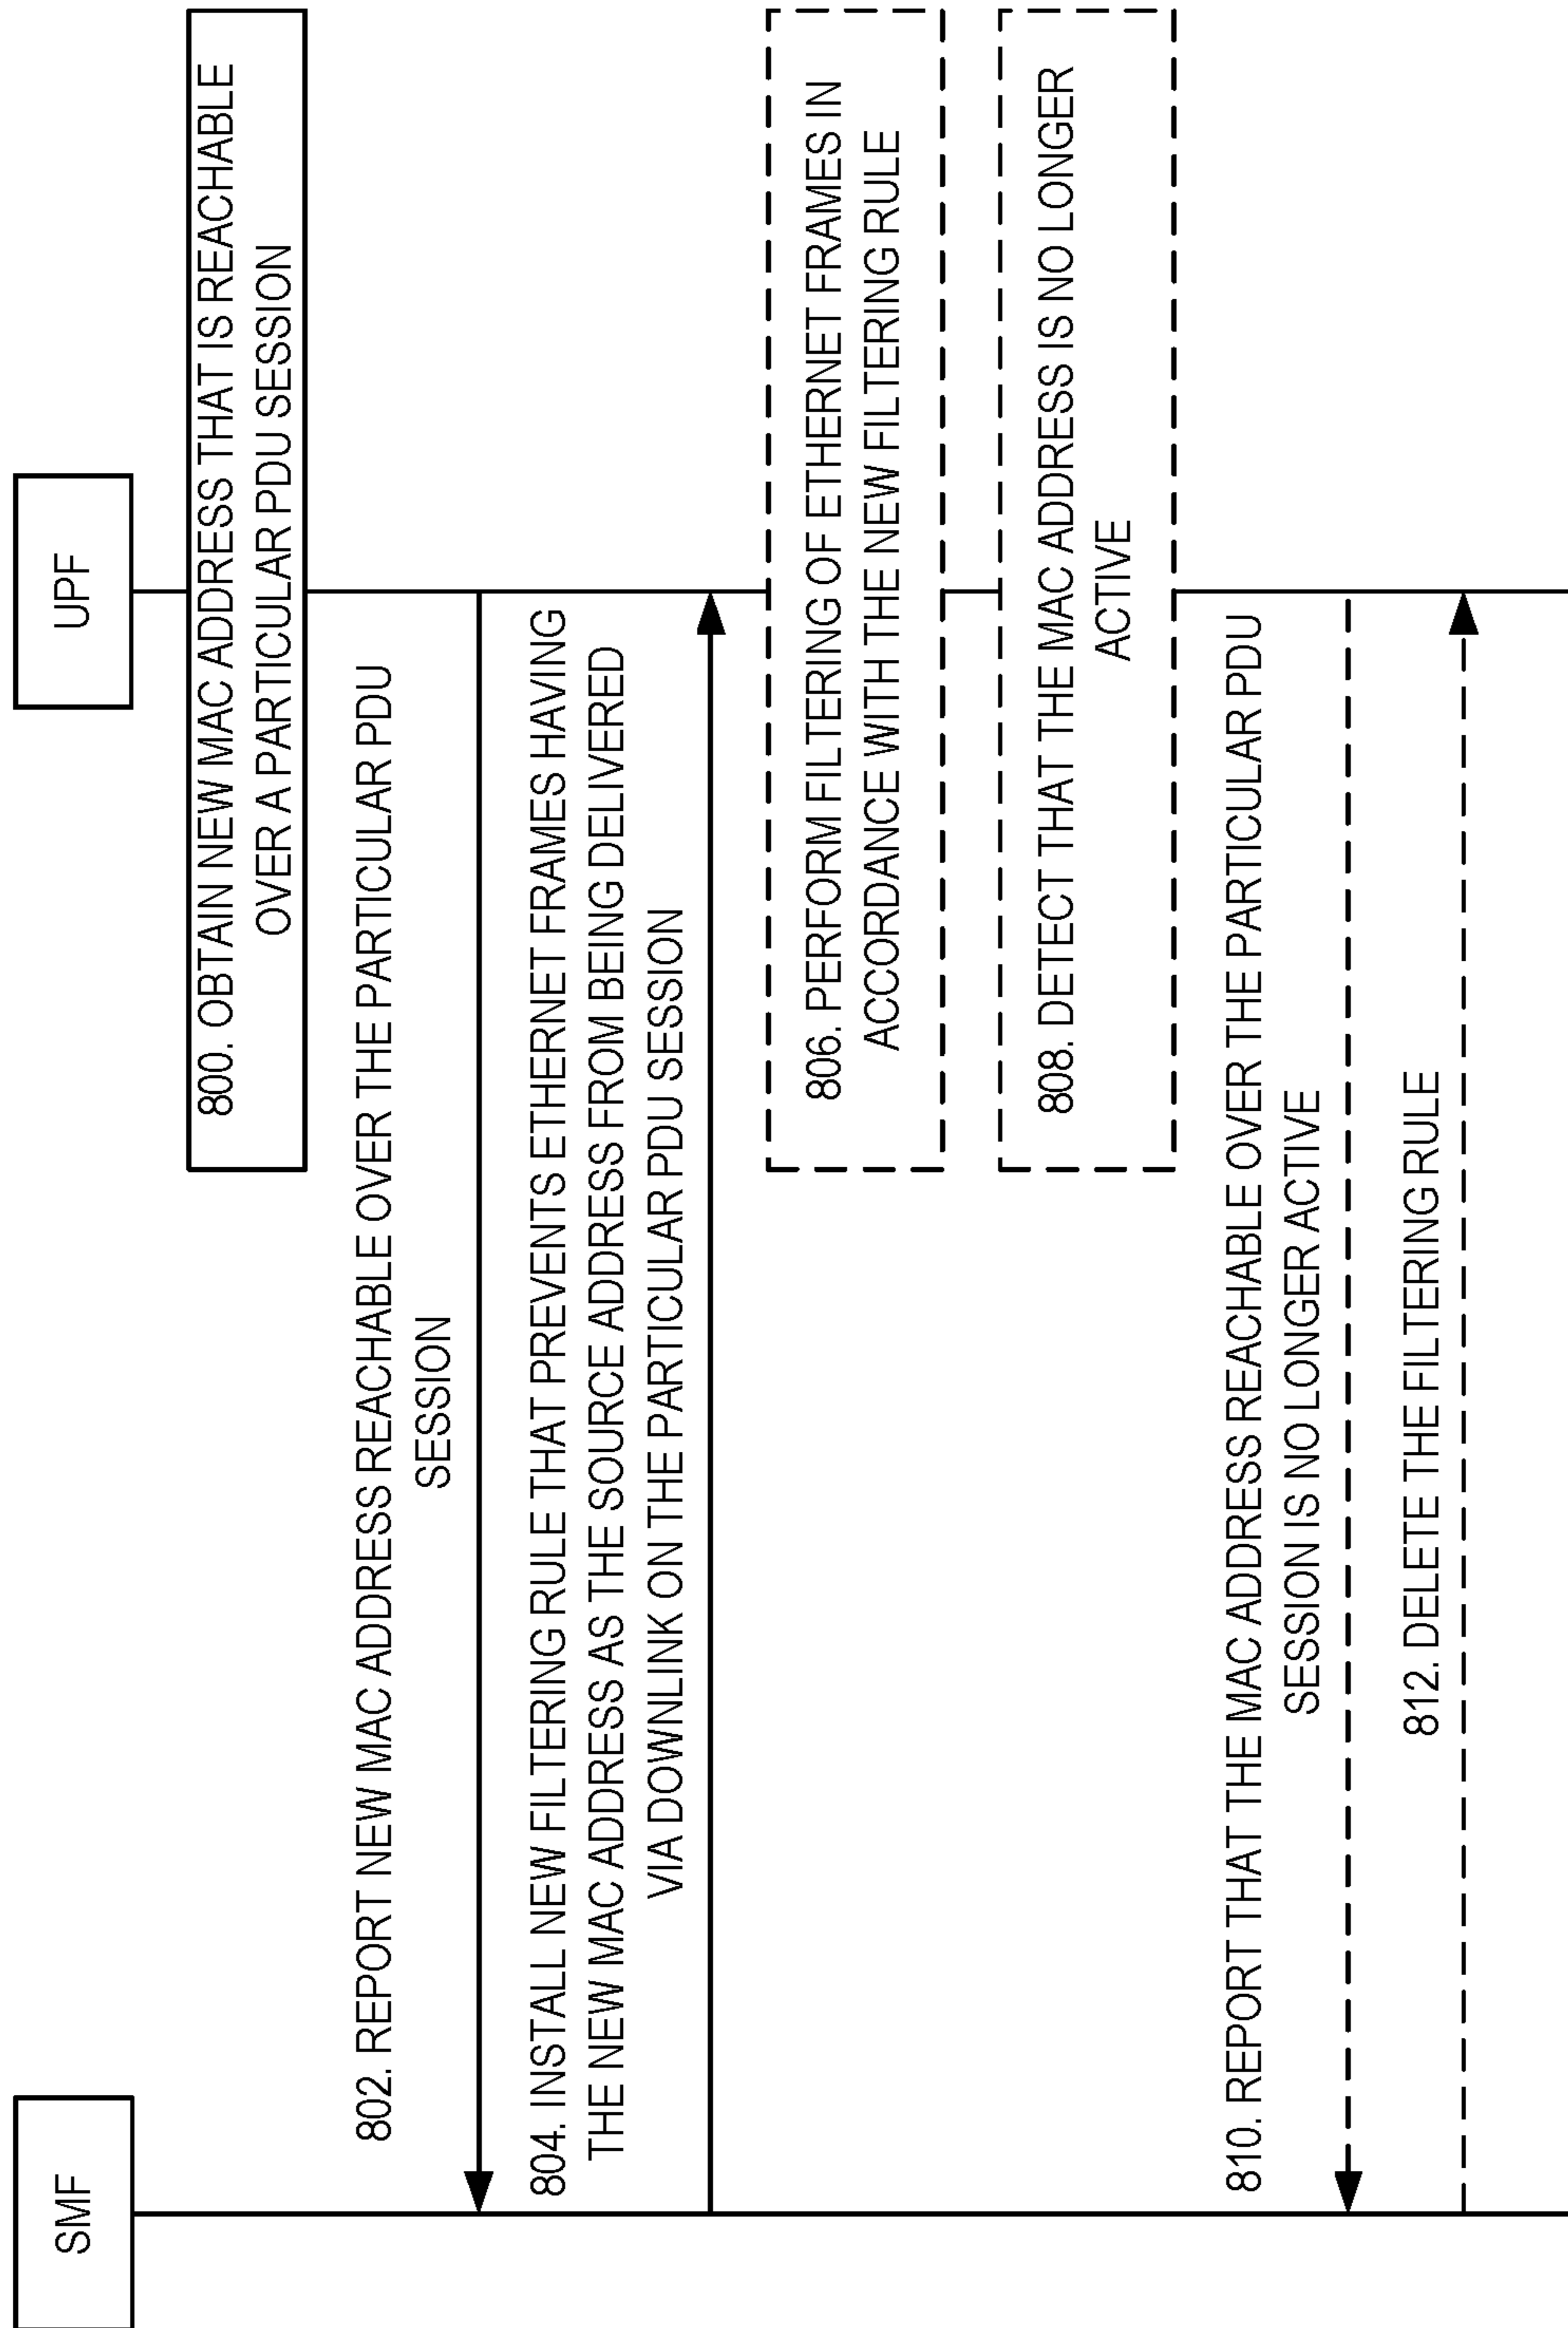 SMF
UPF
800. OBTAIN NEW MAC ADDRESS THAT IS REACHABLE
OVER A PARTICULAR PDU SESSION
802. REPORT NEW MAC ADDRESS REACHABLE OVER THE PARTICULAR PDU
SESSION
804. INSTALL NEW FILTERING RULE THAT PREVENTS ETHERNET FRAMES HAVING
THE NEW MAC ADDRESS AS THE SOURCE ADDRESS FROM BEING DELIVERED
VIA DOWNLINK ON THE PARTICULAR PDU SESSION
806. PERFORM FILTERING OF ETHERNET FRAMES IN
ACCORDANCE WITH THE NEW FILTERING RULE
808. DETECT THAT THE MAC ADDRESS IS NO LONGER
ACTIVE
810. REPORT THAT THE MAC ADDRESS REACHABLE OVER THE PARTICULAR PDU
SESSION IS NO LONGER ACTIVE
812. DELETE THE FILTERING RULE